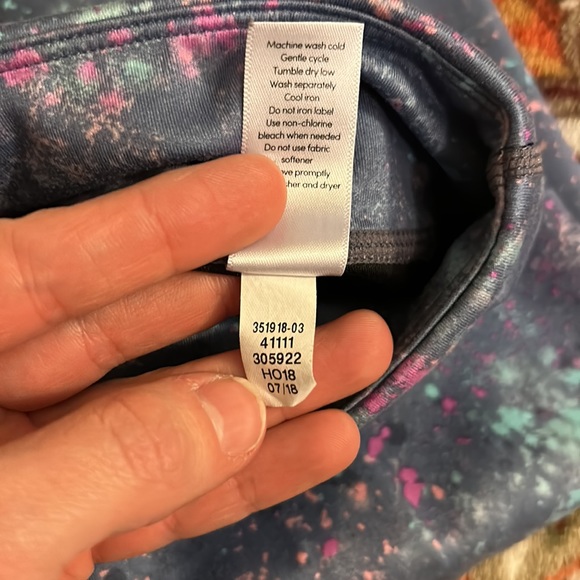 Machine wash cold
Gentle cycle
Tumble dry low
Wash separately
Cool iron
Do not iron label
Use non-chlorine
bleach when needed
Do not use fabric
softener
promptly
and dryer
351918-03
41111
305922
HO18
07/18